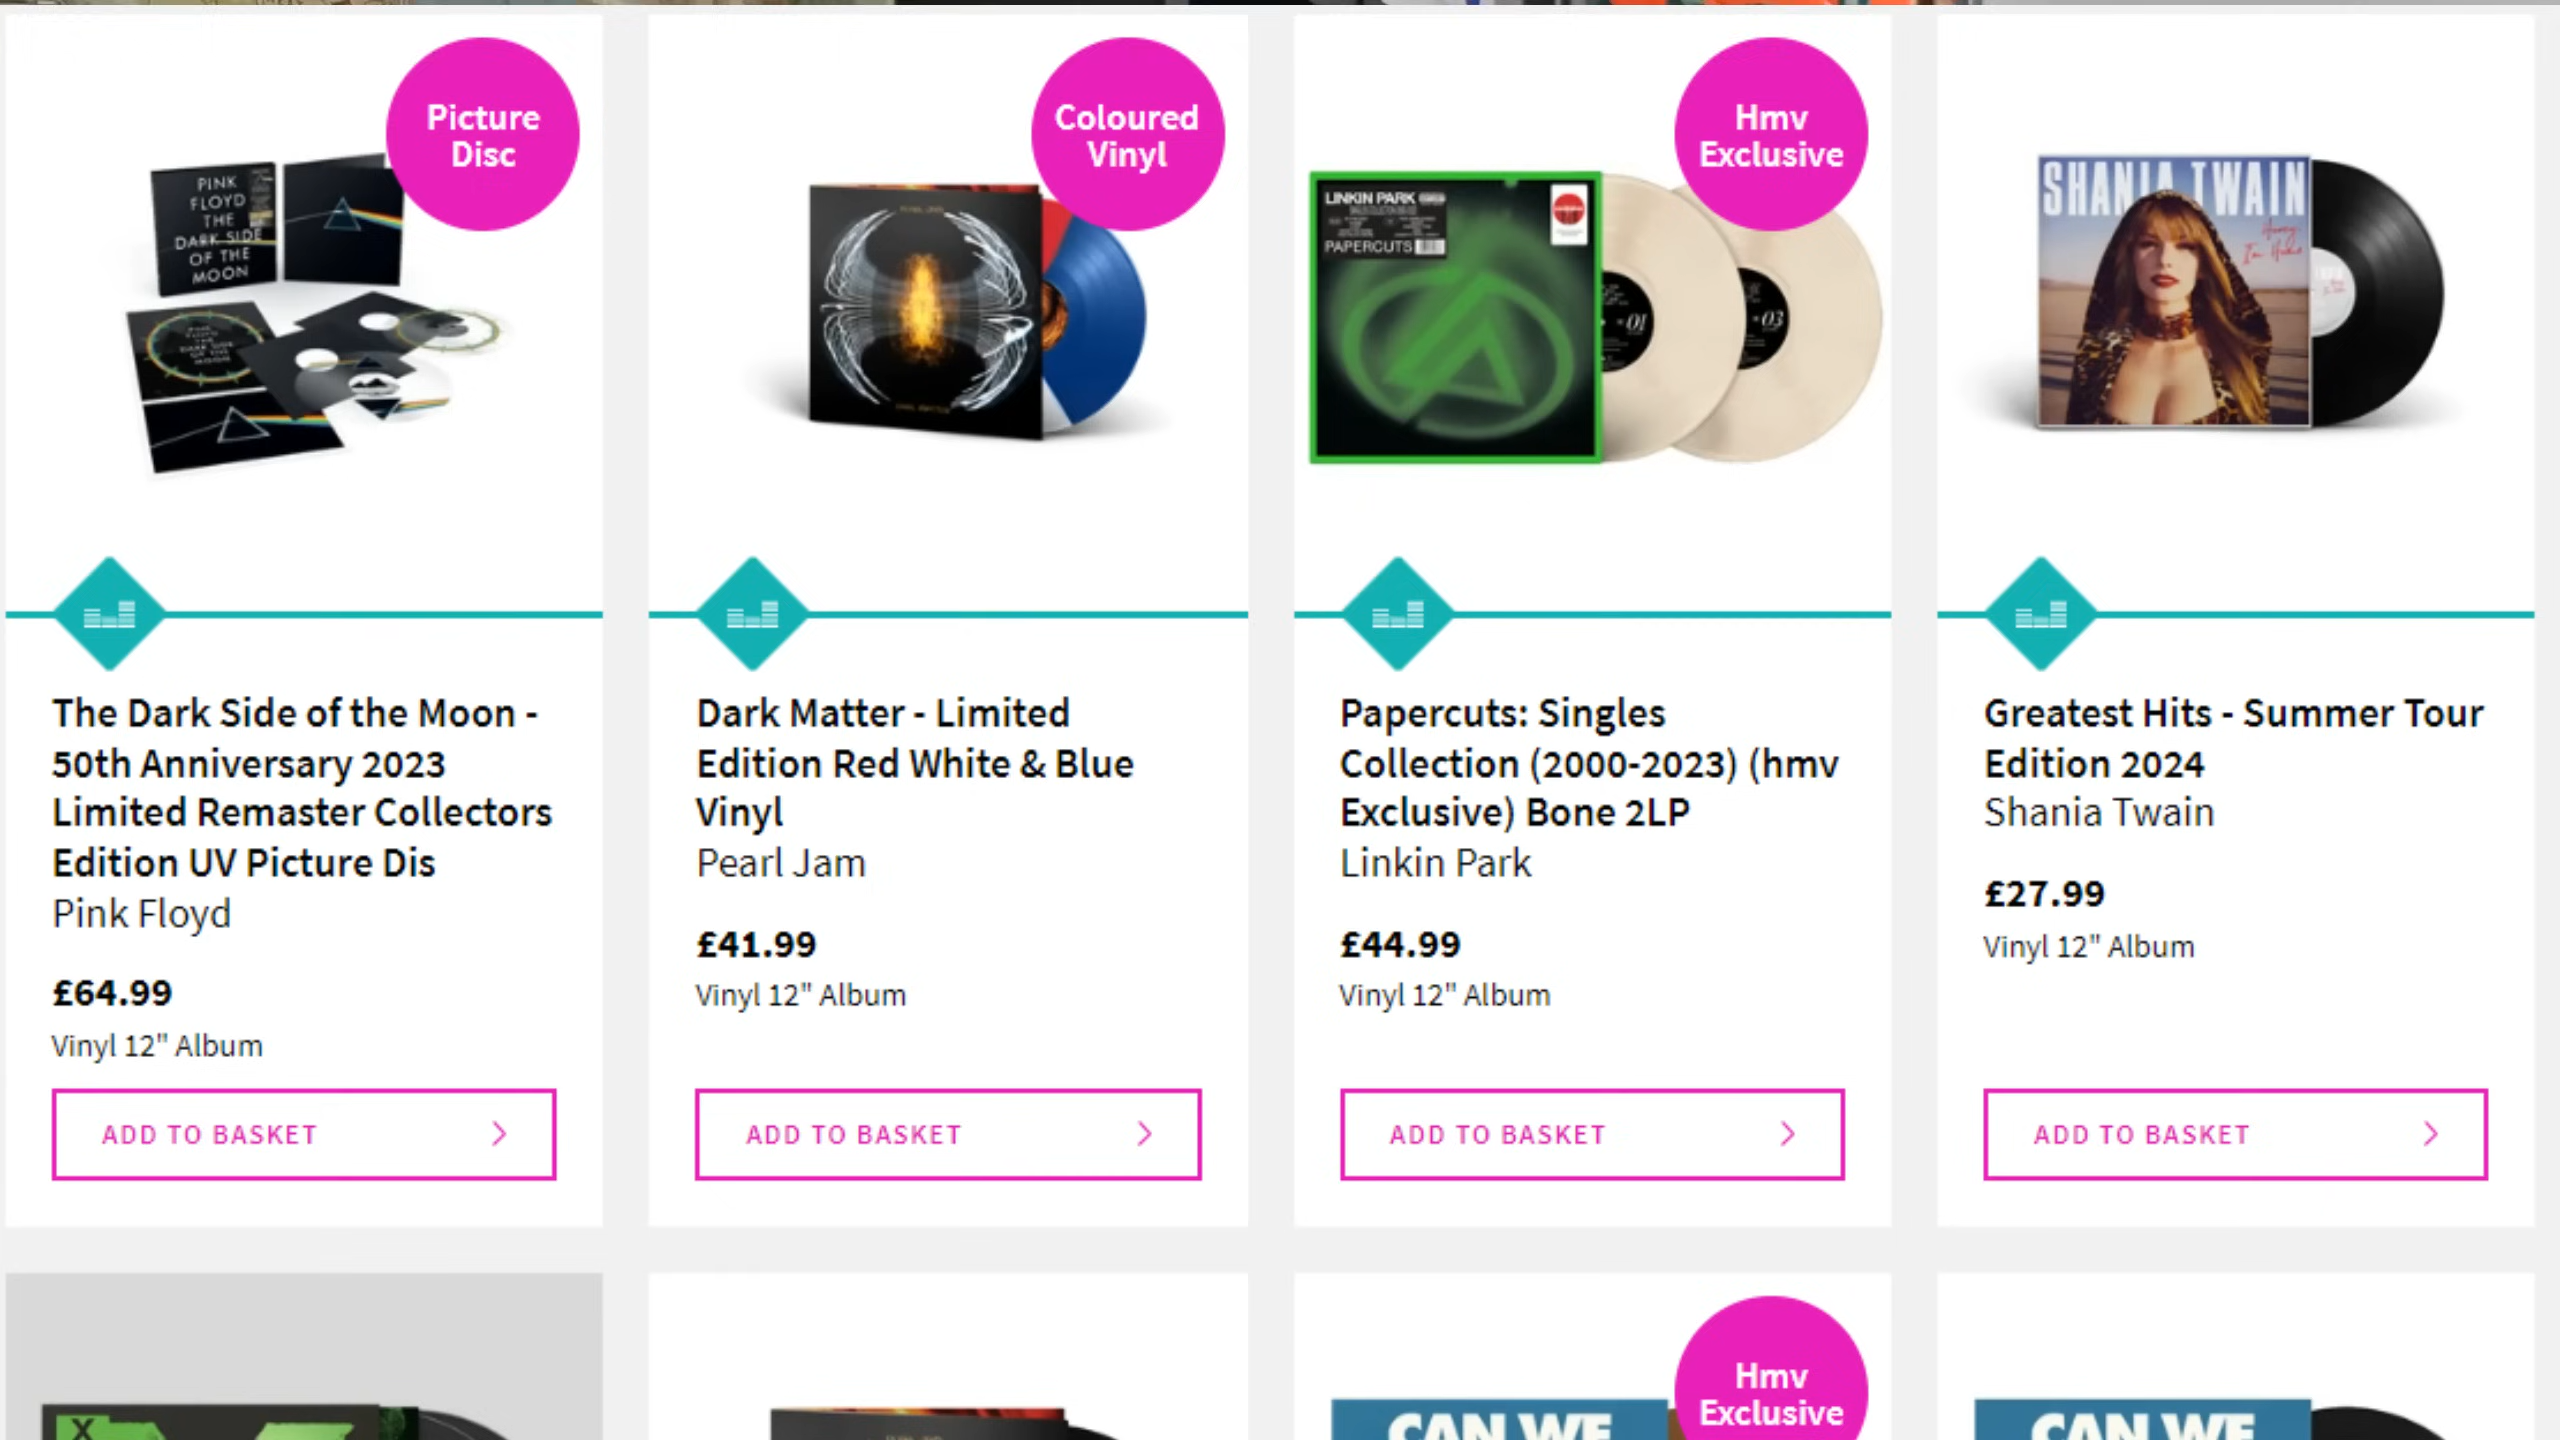 Picture
Disc
Coloured
Vinyl
Hmv
Exclusive
PINK
FLOYD
THE
DARK SIDE
OF THE
MOON
LINKIN PARK
PAPERCUTS
01
03
SHANIA TWAIN
The Dark Side of the Moon -
50th Anniversary 2023
Limited Remaster Collectors
Edition UV Picture Dis
Pink Floyd
£64.99
Vinyl 12" Album
ADD TO BASKET
Dark Matter - Limited
Edition Red White & Blue
Vinyl
Pearl Jam
£41.99
Vinyl 12" Album
ADD TO BASKET
Papercuts: Singles
Collection (2000-2023) (hmv
Exclusive) Bone 2LP
Linkin Park
£44.99
Vinyl 12" Album
ADD TO BASKET
Greatest Hits - Summer Tour
Edition 2024
Shania Twain
£27.99
Vinyl 12" Album
ADD TO BASKET
X
Hmv
Exclusive
CAN WE
CAN WE